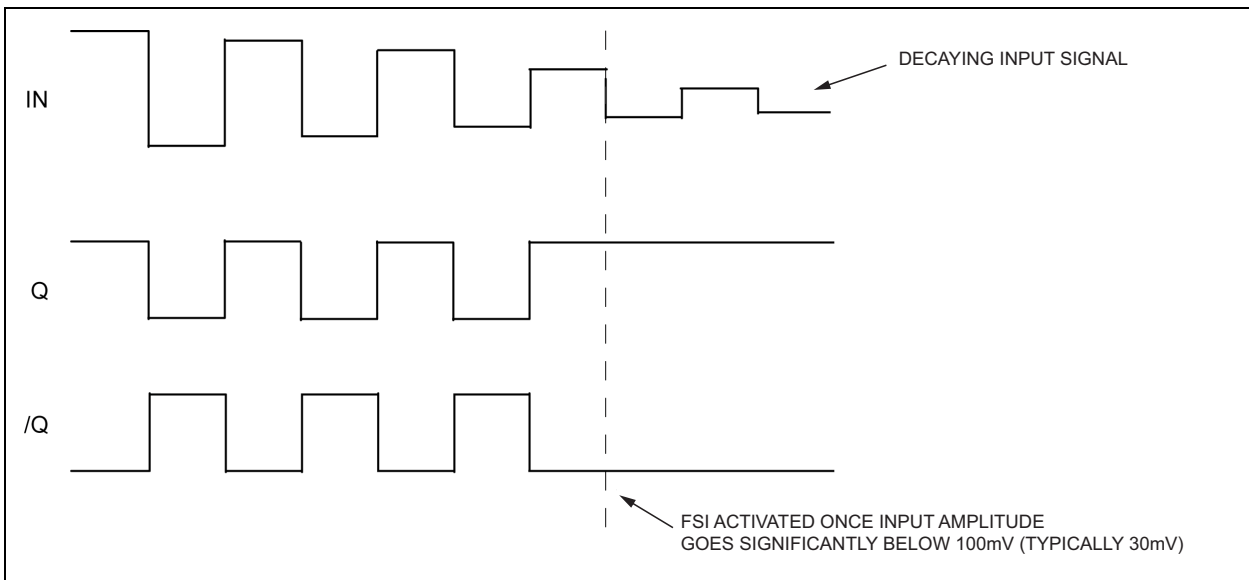 DECAYING INPUT SIGNAL
IN
Q
/Q
FSI ACTIVATED ONCE INPUT AMPLITUDE
GOES SIGNIFICANTLY BELOW 100mV (TYPICALLY 30mV)